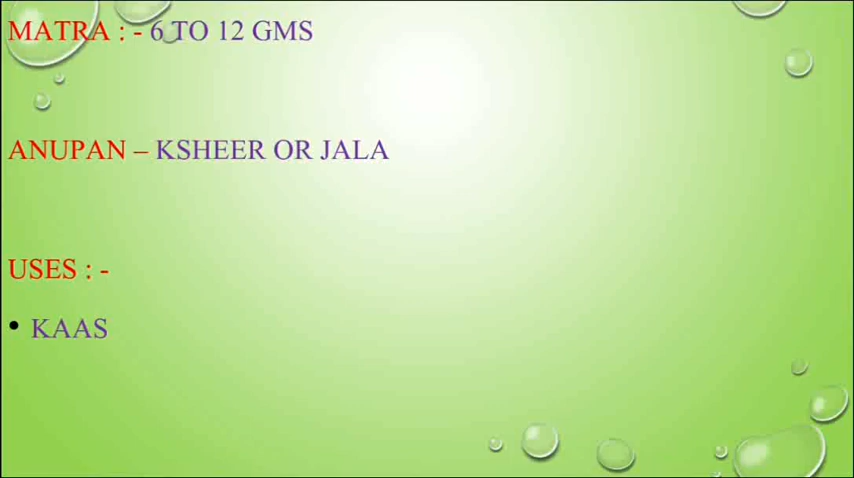 MATRA : - 6 TO 12 GMS
ANUPAN – KSHEER OR JALA
USES : -
• KAAS